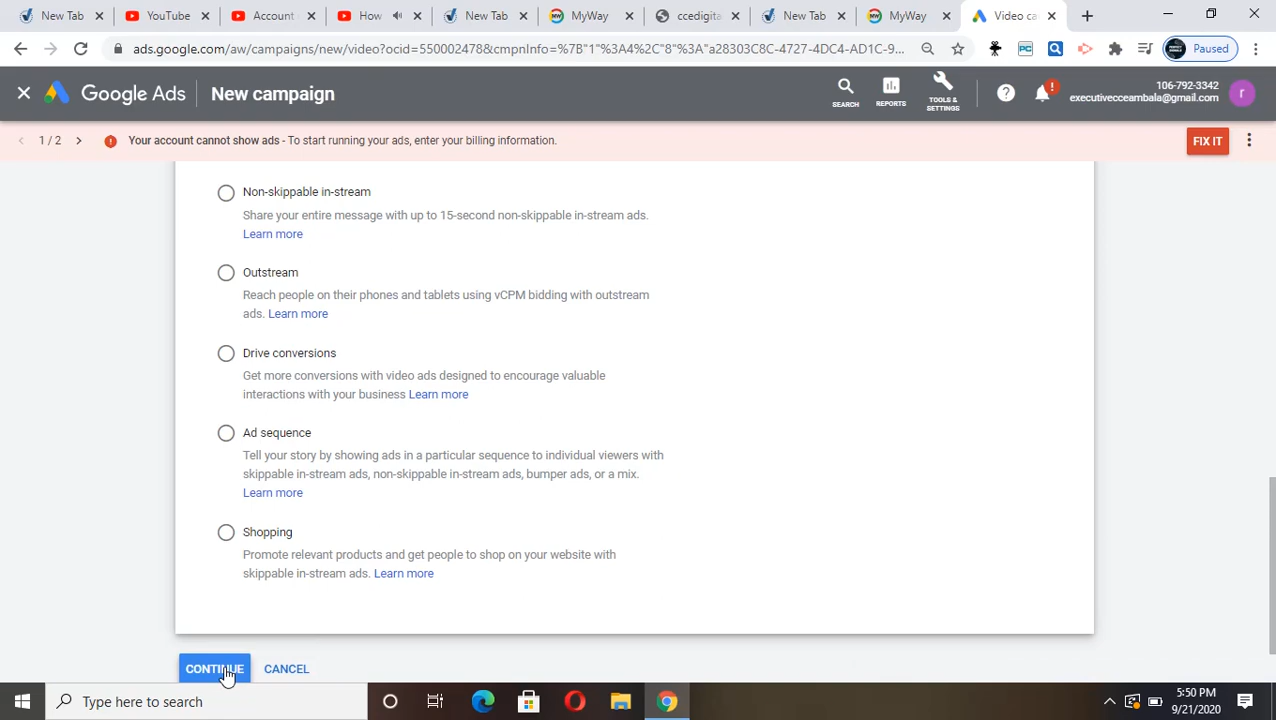 New Tab
YouTube
Account
How
New Tab
MyWay
ccedigita
New Tab
MyWay
Video ca
ads.google.com/aw/campaigns/new/video?ocid=550002478&cmpnInfo=%7B"1"%3A4%2C"8"%3A"a28303C8C-4727-4DC4-AD1C-9...
PC
Paused
Google Ads
New campaign
SEARCH
REPORTS
TOOLS &
SETTINGS
106-792-3342
executivecceambala@gmail.com
r
1 / 2
Your account cannot show ads - To start running your ads, enter your billing information.
FIX IT
Non-skippable in-stream
Share your entire message with up to 15-second non-skippable in-stream ads.
Learn more
Outstream
Reach people on their phones and tablets using vCPM bidding with outstream
ads. Learn more
Drive conversions
Get more conversions with video ads designed to encourage valuable
interactions with your business Learn more
Ad sequence
Tell your story by showing ads in a particular sequence to individual viewers with
skippable in-stream ads, non-skippable in-stream ads, bumper ads, or a mix.
Learn more
Shopping
Promote relevant products and get people to shop on your website with
skippable in-stream ads. Learn more
CONTINUE CANCEL
Type here to search
5:50 PM
9/21/2020